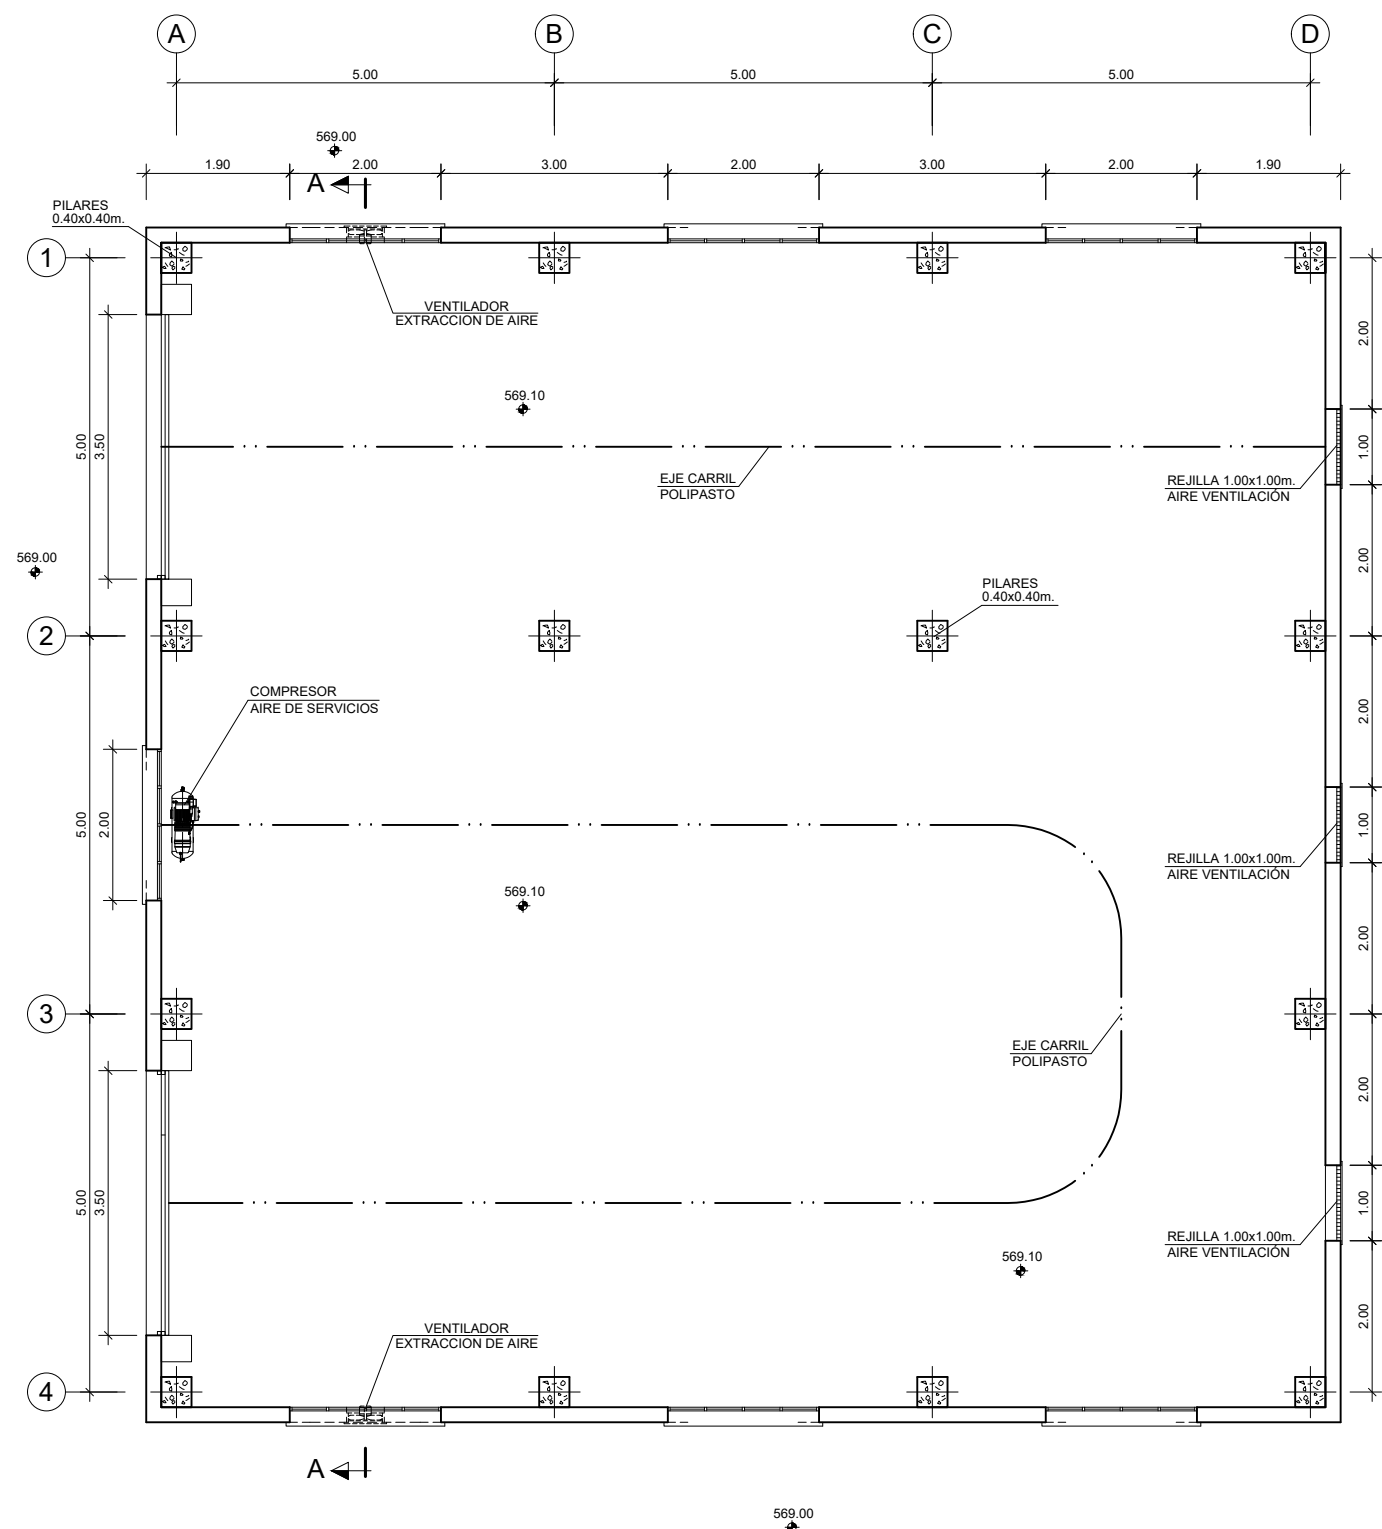 A
B
C
D
5.00
5.00
5.00
569.00
1.90
2.00
3.00
2.00
3.00
2.00
1.90
A
PILARES
0.40x0.40m.
1
VENTILADOR
EXTRACCION DE AIRE
2.00
569.10
5.00
3.50
1.00
EJE CARRIL
POLIPASTO
REJILLA 1.00x1.00m.
AIRE VENTILACIÓN
569.00
2.00
PILARES
0.40x0.40m.
2
COMPRESOR
AIRE DE SERVICIOS
2.00
5.00
2.00
1.00
REJILLA 1.00x1.00m.
AIRE VENTILACIÓN
569.10
2.00
3
EJE CARRIL
POLIPASTO
2.00
5.00
3.50
1.00
REJILLA 1.00x1.00m.
AIRE VENTILACIÓN
569.10
2.00
VENTILADOR
EXTRACCION DE AIRE
4
A
569.00